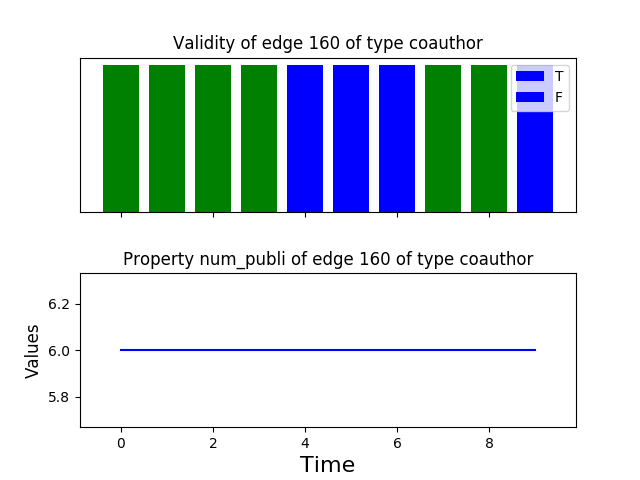 Validity of edge 160 of type coauthor
T
F
Property num_publi of edge 160 of type coauthor
6.2
6.0
5.8
Values
0 2 4 6 8
Time